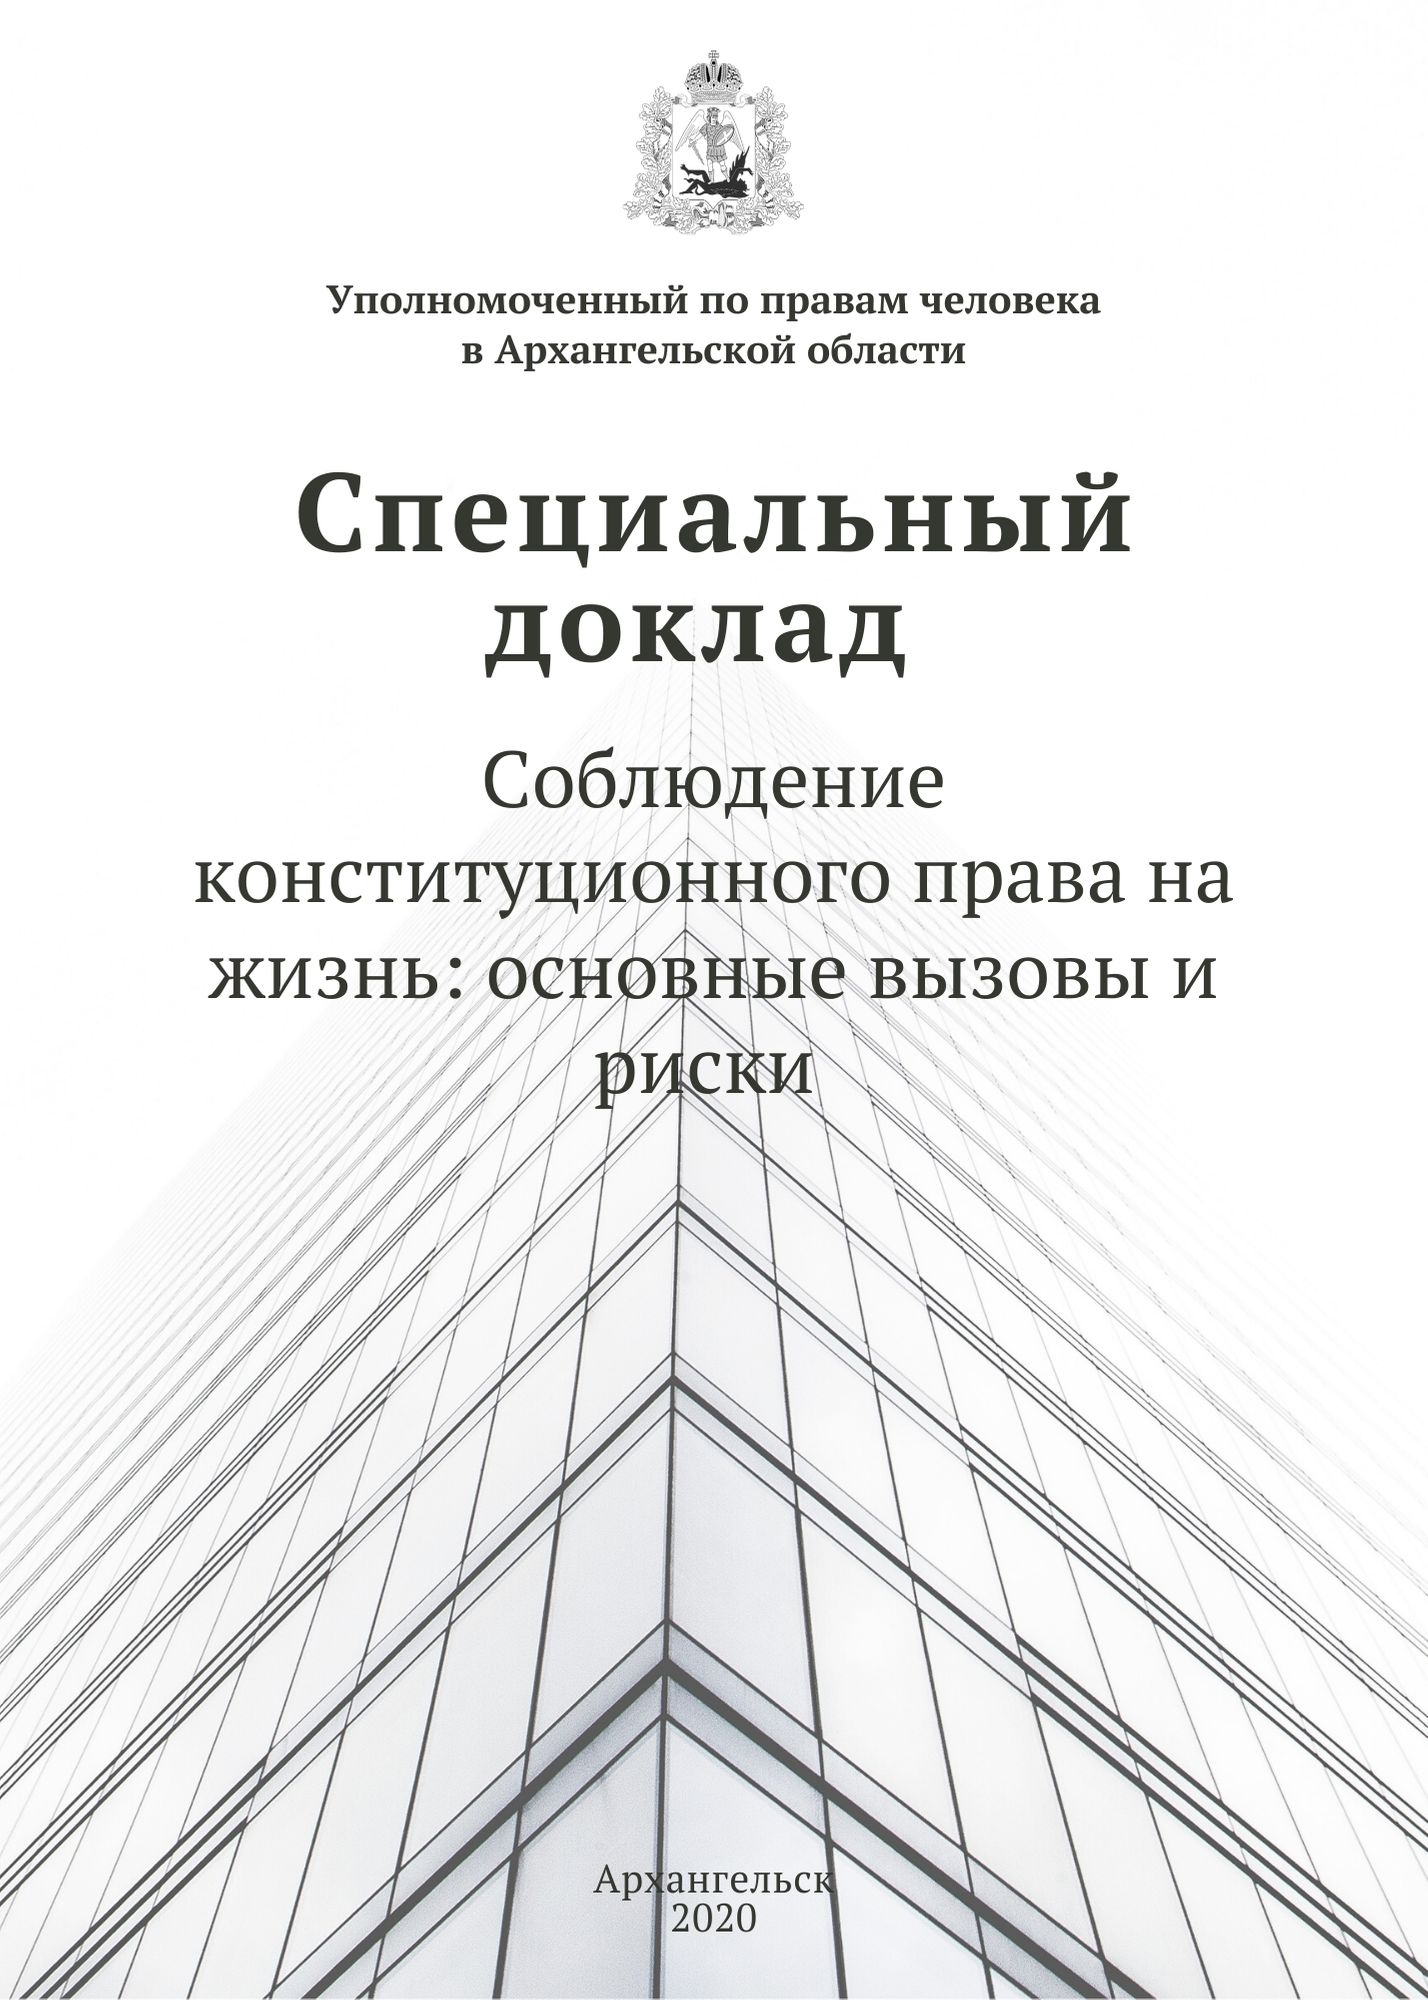 Уполномоченный по правам человека
в Архангельской области
Специальный
доклад
Соблюдение
конституционного права на
жизнь: основные вызовы и
риски
Архангельск
2020